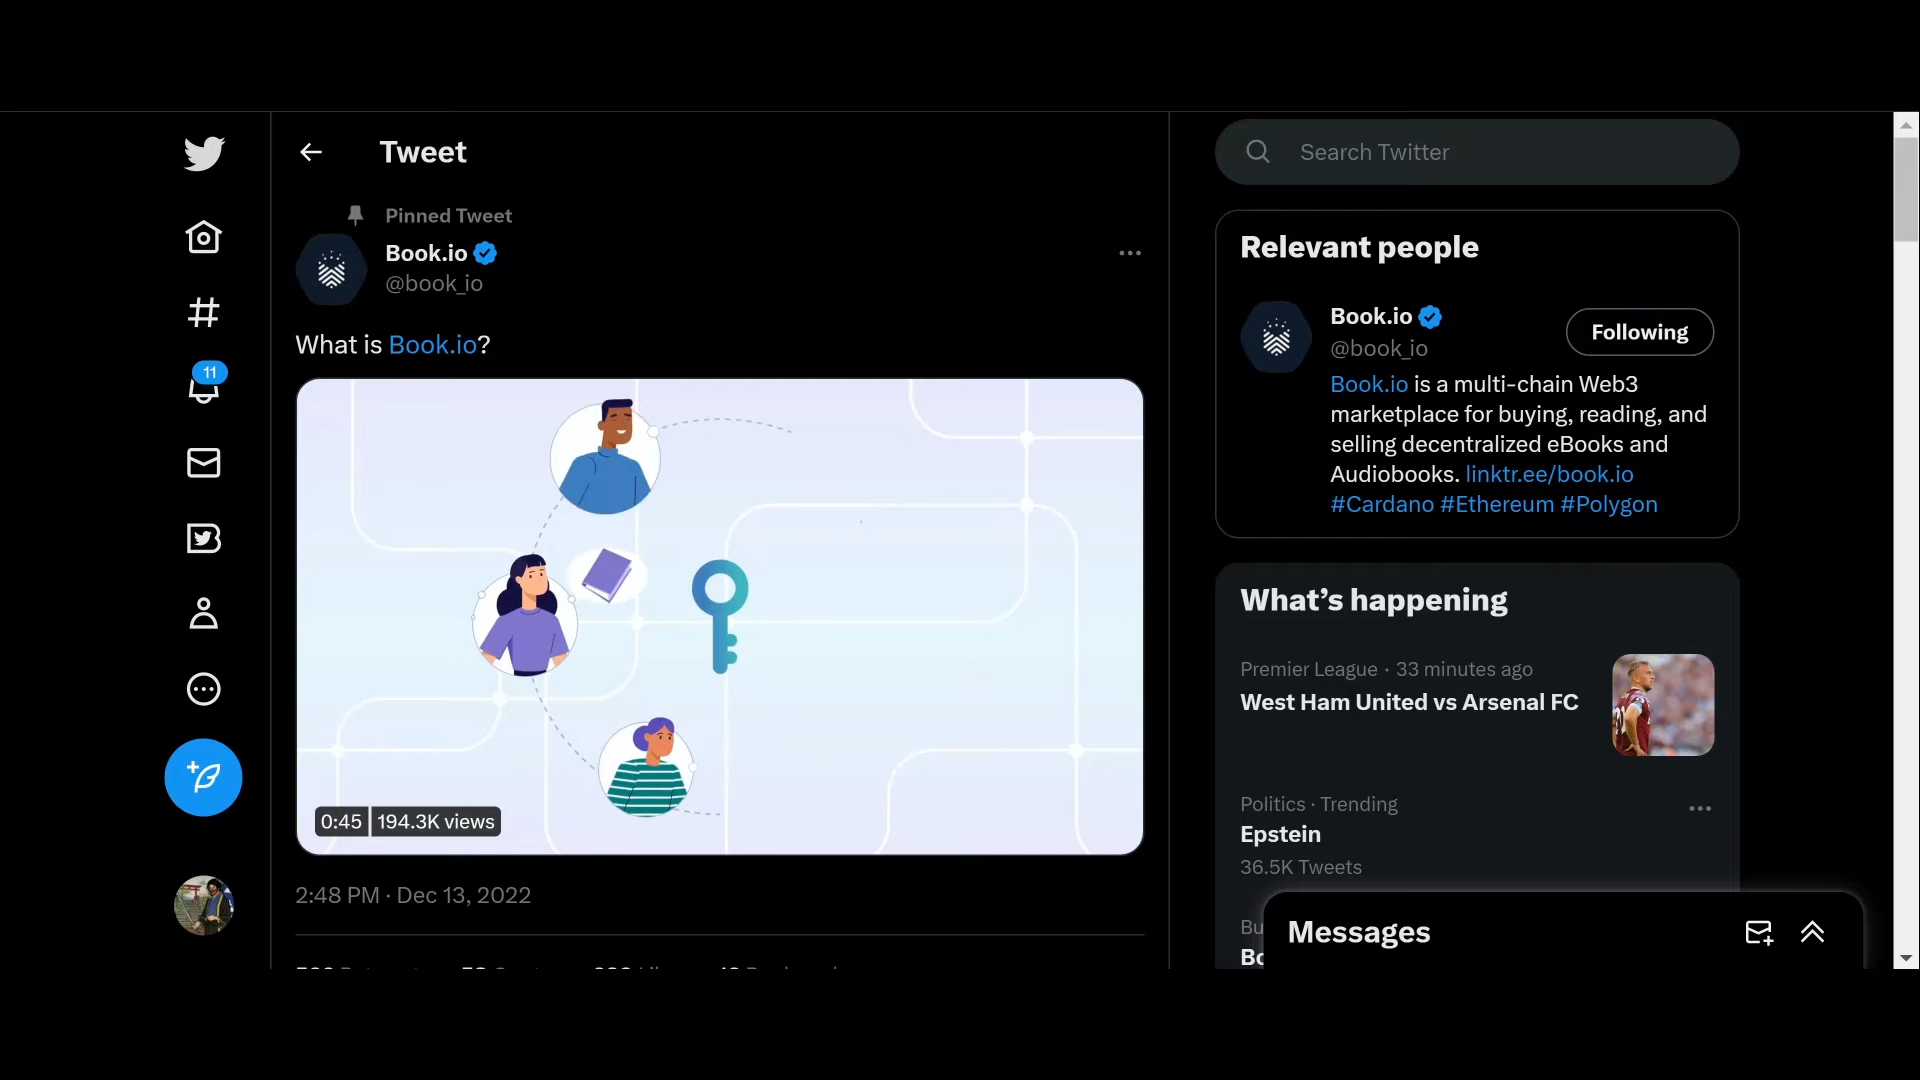 Tweet
Pinned Tweet
Book.io
@book_io
What is Book.io?
0:45 194.3K views
2:48 PM · Dec 13, 2022
11
Search Twitter
Relevant people
Book.io
@book_io
Following
Book.io is a multi-chain Web3
marketplace for buying, reading, and
selling decentralized eBooks and
Audiobooks. linktr.ee/book.io
#Cardano #Ethereum #Polygon
What's happening
Premier League · 33 minutes ago
West Ham United vs Arsenal FC
Politics · Trending
Epstein
36.5K Tweets
Messages